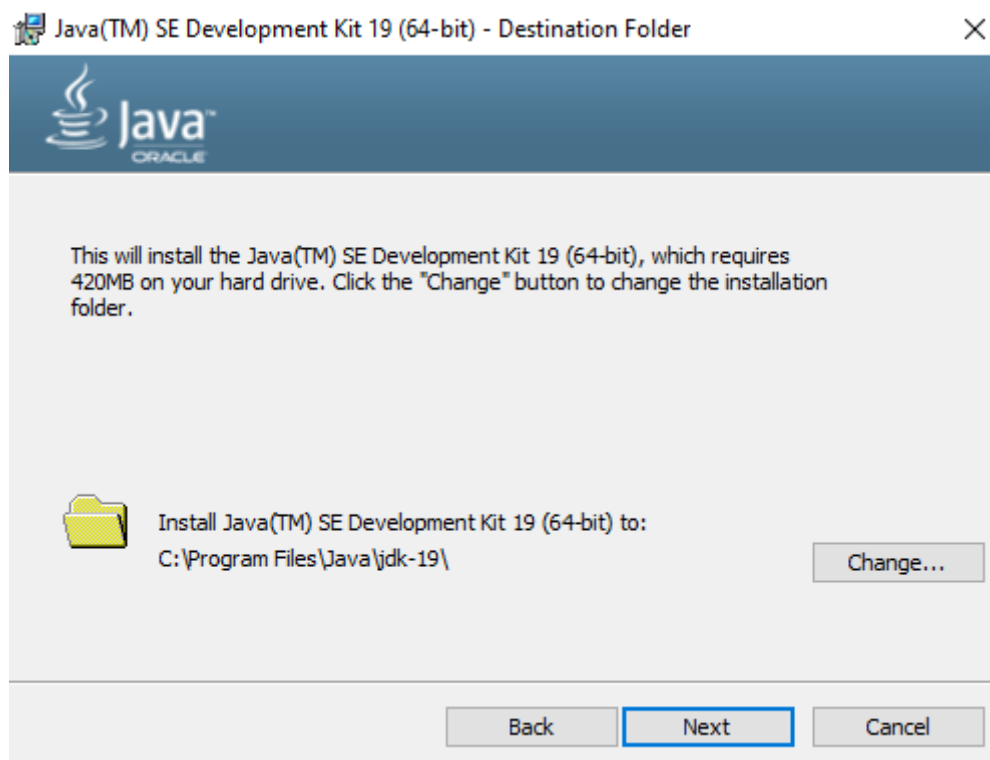 Java(TM) SE Development Kit 19 (64-bit) - Destination Folder
Java™
ORACLE
This will install the Java(TM) SE Development Kit 19 (64-bit), which requires
420MB on your hard drive. Click the "Change" button to change the installation
folder.
Install Java(TM) SE Development Kit 19 (64-bit) to:
C:\Program Files\Java\jdk-19\
Change...
Back Next Cancel